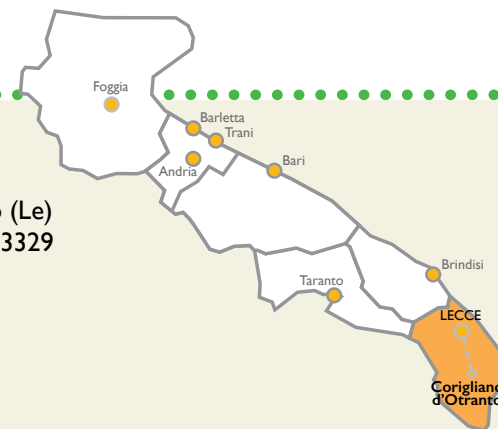 Foggia
Barletta
Trani
Andria
Bari
(Le)
3329
Brindisi
Taranto
LECCE
Corigliano
d'Otranto